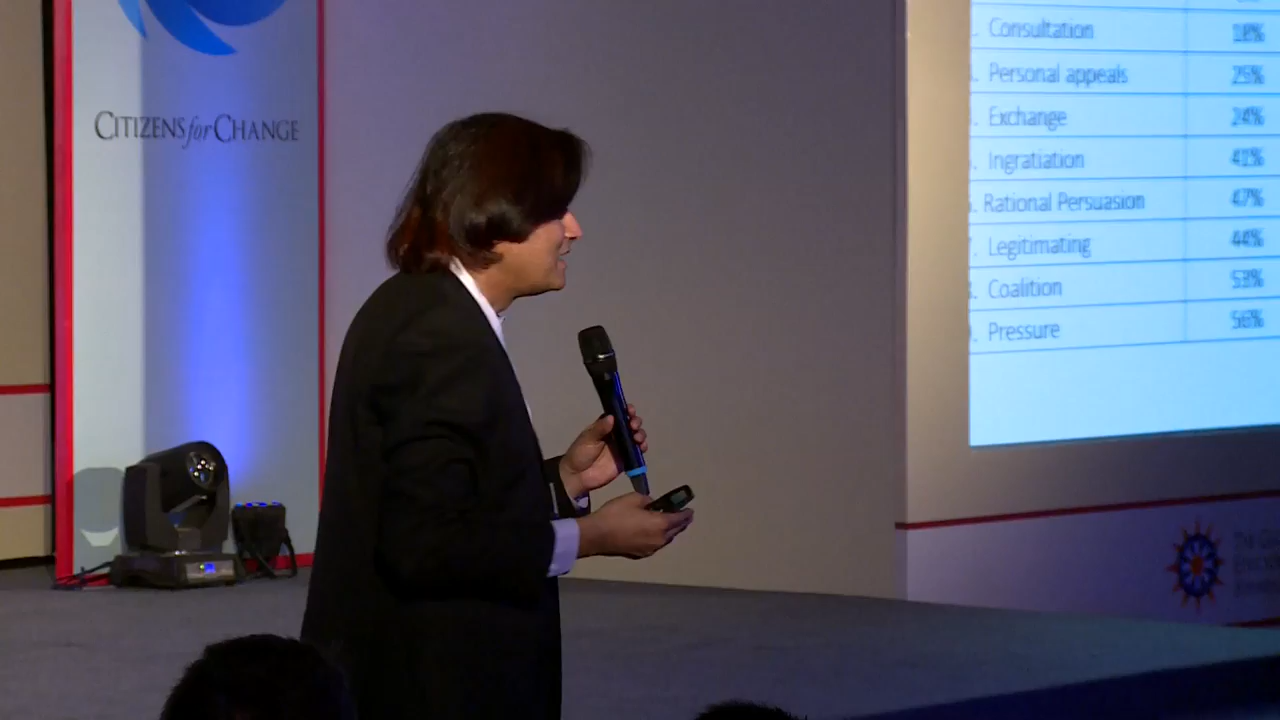 CITIZENS for CHANGE
Consultation 18%
Personal appeals 25%
Exchange 24%
Ingratiation 41%
Rational Persuasion 47%
Legitimating 44%
Coalition 53%
Pressure 56%